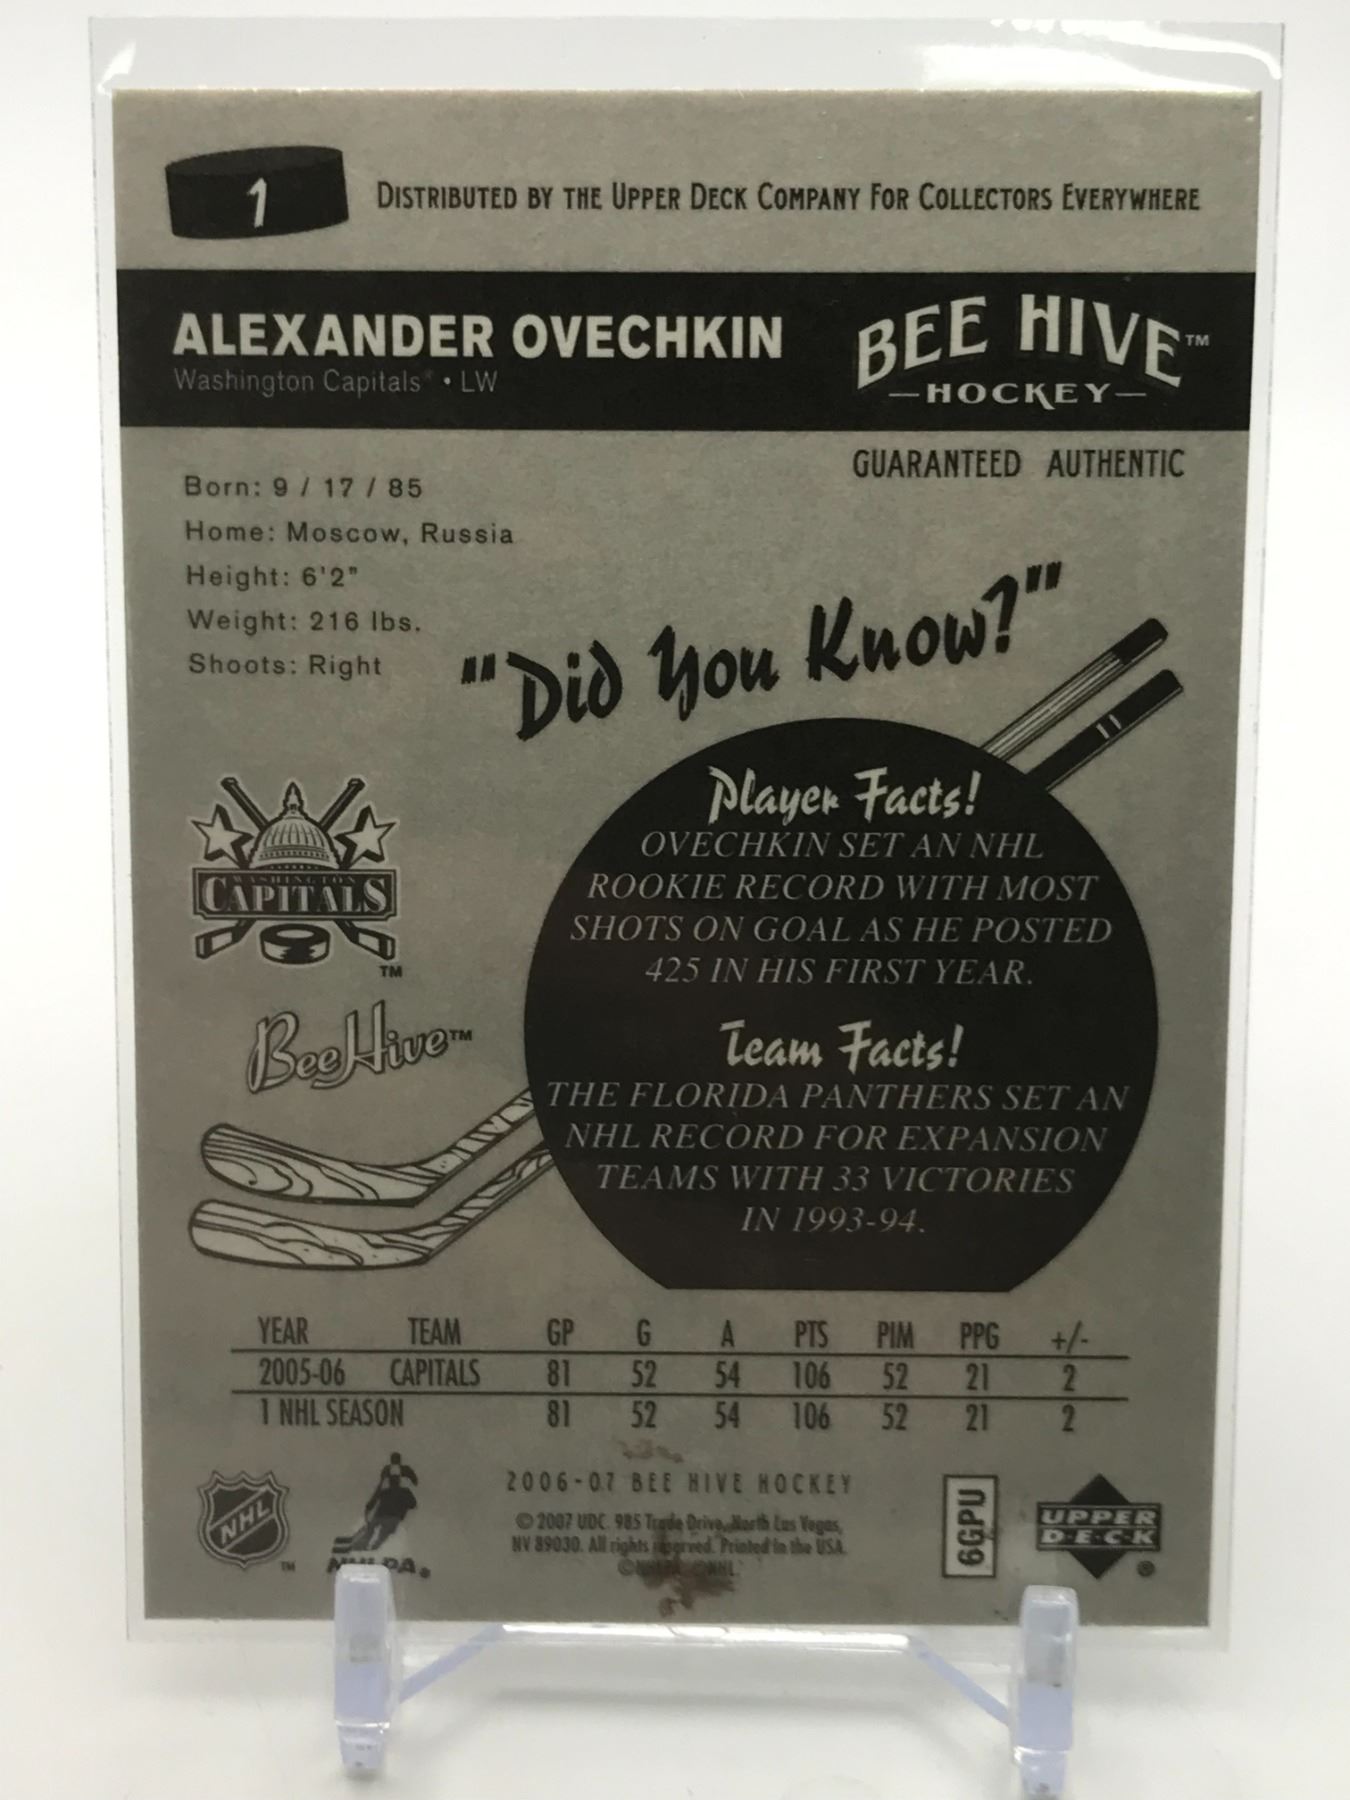 1
DISTRIBUTED BY THE UPPER DECK COMPANY FOR COLLECTORS EVERYWHERE
ALEXANDER OVECHKIN
Washington Capitals • LW
BEE HIVE™
—HOCKEY—
GUARANTEED AUTHENTIC
Born: 9 / 17 / 85
Home: Moscow, Russia
Height: 6'2"
Weight: 216 lbs.
Shoots: Right
""Did You Know?""
Player Facts!
OVECHKIN SET AN NHL
ROOKIE RECORD WITH MOST
SHOTS ON GOAL AS HE POSTED
425 IN HIS FIRST YEAR.
WASHINGTON
CAPITALS
TM
BeeHive™
Team Facts!
THE FLORIDA PANTHERS SET AN
NHL RECORD FOR EXPANSION
TEAMS WITH 33 VICTORIES
IN 1993-94.
YEAR TEAM GP G A PTS PIM PPG +/-
2005-06 CAPITALS 81 52 54 106 52 21 2
1 NHL SEASON 81 52 54 106 52 21 2
NHL
TM
NHLPA®
2006-07 BEE HIVE HOCKEY
© 2007 UDC. 985 Trade Drive, North Las Vegas,
NV 89030. All rights reserved. Printed in the USA.
©NHLPA ©NHL.
6GPU
UPPER
D·E·C·K
®